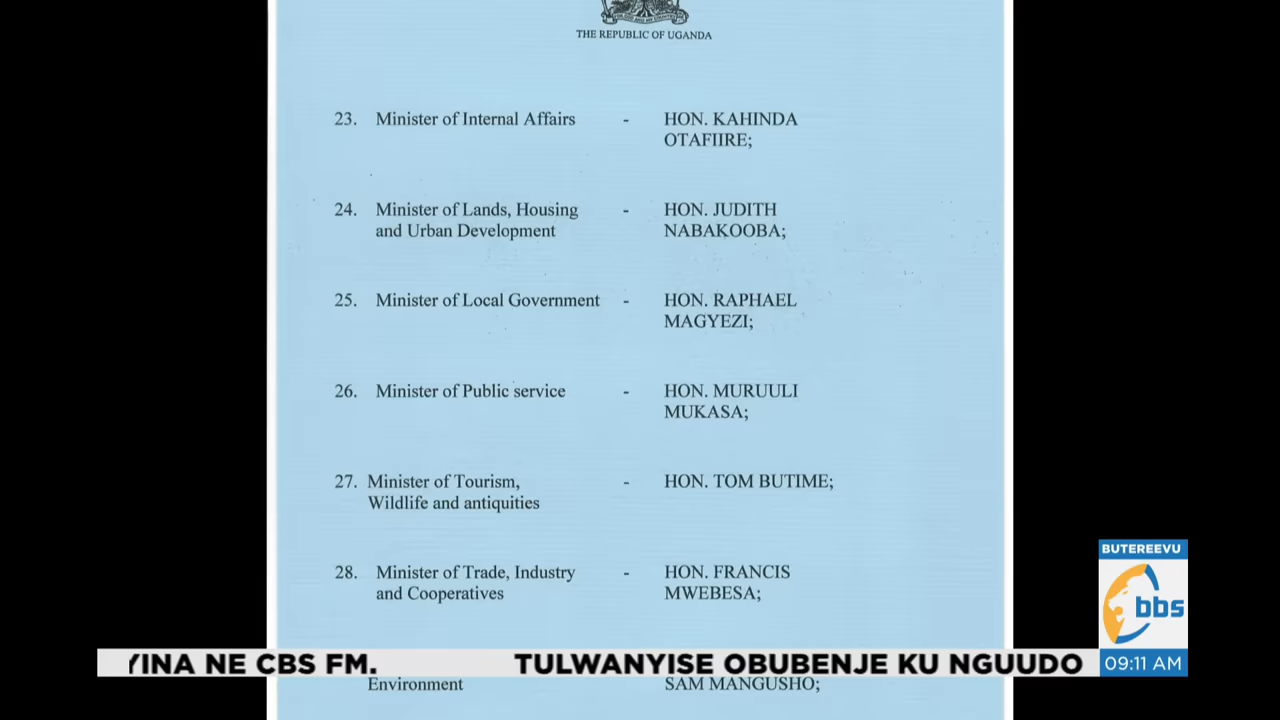 THE REPUBLIC OF UGANDA
23. Minister of Internal Affairs - HON. KAHINDA
OTAFIIRE;
24. Minister of Lands, Housing - HON. JUDITH
and Urban Development NABAKOOBA;
25. Minister of Local Government - HON. RAPHAEL
MAGYEZI;
26. Minister of Public service - HON. MURUULI
MUKASA;
27. Minister of Tourism, - HON. TOM BUTIME;
Wildlife and antiquities
28. Minister of Trade, Industry - HON. FRANCIS
and Cooperatives MWEBESA;
BUTEREEVU
bbs
YINA NE CBS FM. TULWANYISE OBUBENJE KU NGUUDO
09:11 AM
Environment SAM MANGUSHO;